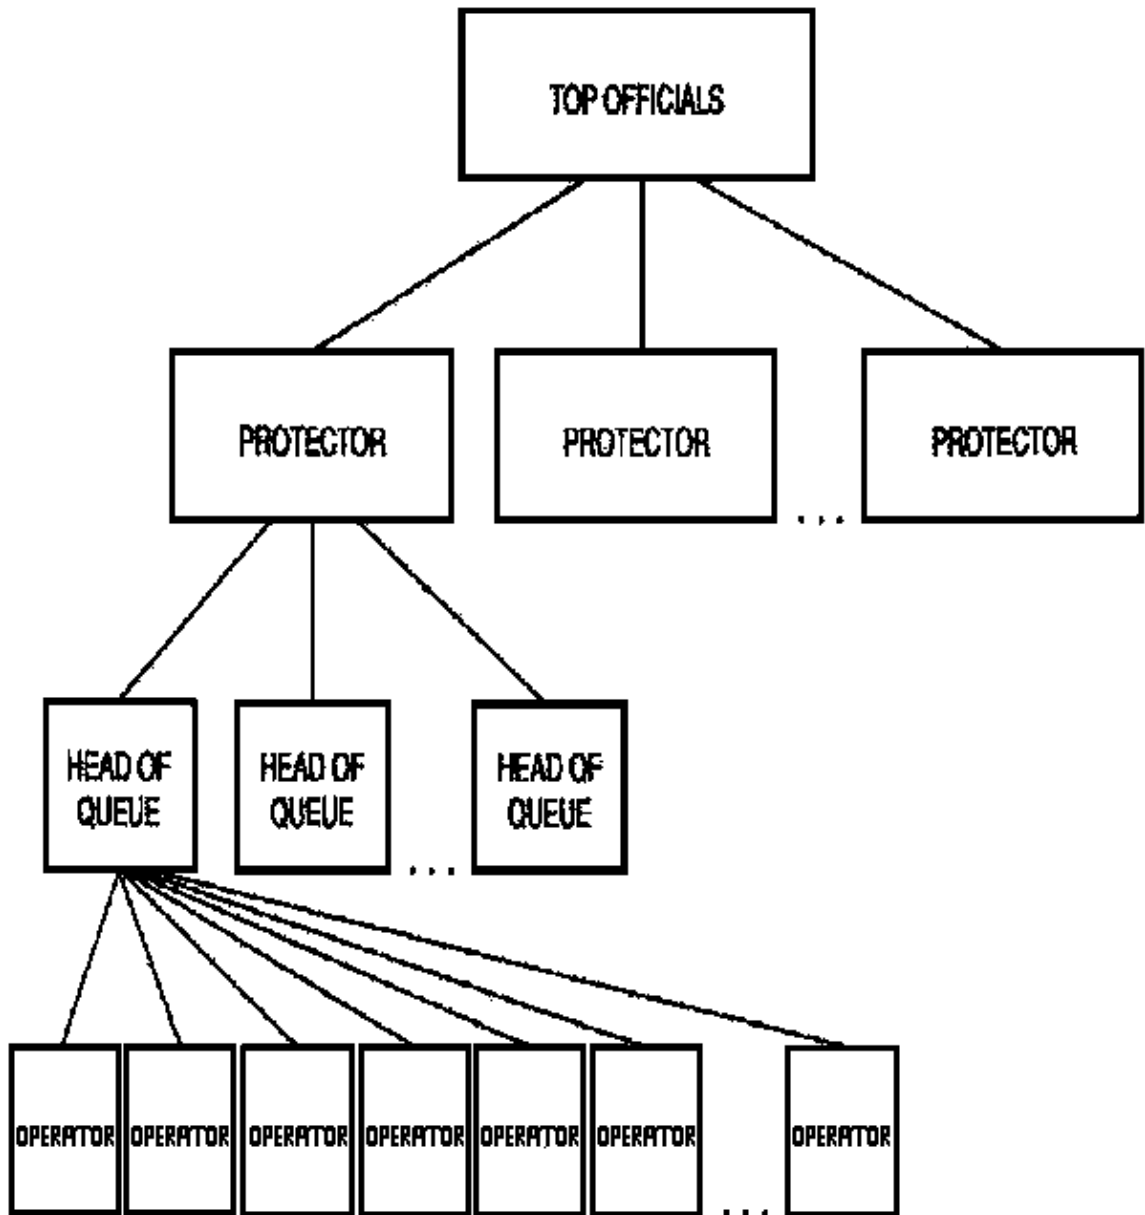 TOP OFFICIALS
PROTECTOR
PROTECTOR
...
PROTECTOR
HEAD OF
QUEUE
HEAD OF
QUEUE
...
HEAD OF
QUEUE
OPERATOR
OPERATOR
OPERATOR
OPERATOR
OPERATOR
OPERATOR
...
OPERATOR